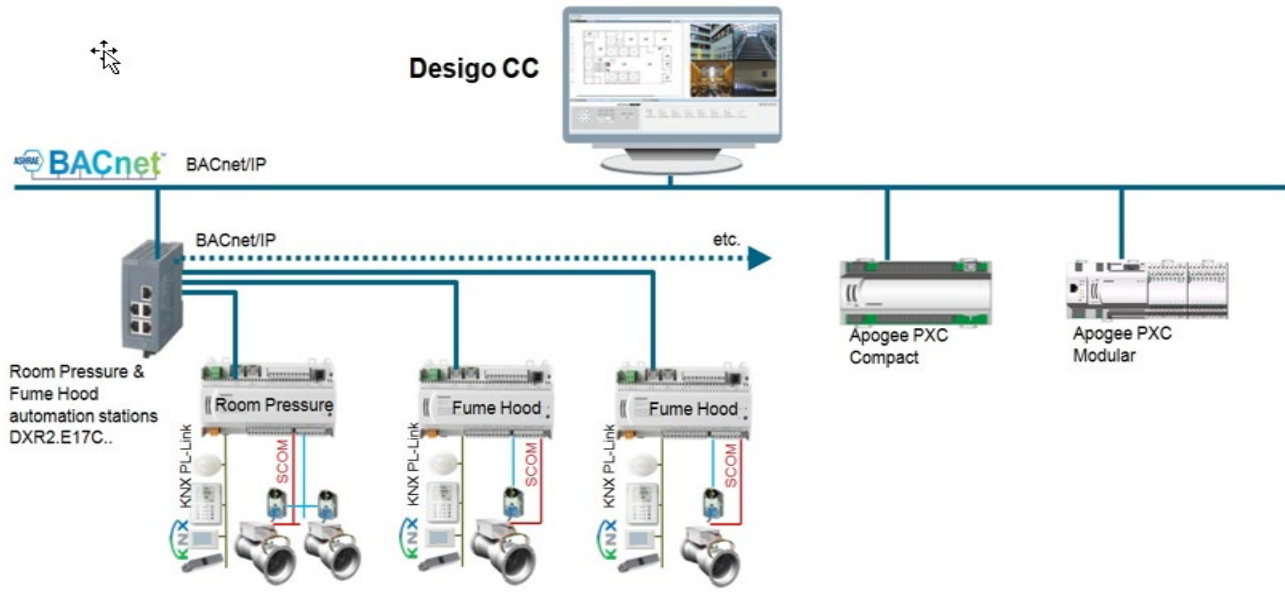 Desigo CC
ASHRAE BACnet™ BACnet/IP
BACnet/IP
etc.
Apogee PXC
Compact
Apogee PXC
Modular
Room Pressure &
Fume Hood
automation stations
DXR2.E17C..
Room Pressure
Fume Hood
Fume Hood
KNX PL-Link
SCOM
KNX
KNX PL-Link
SCOM
KNX
KNX PL-Link
SCOM
KNX